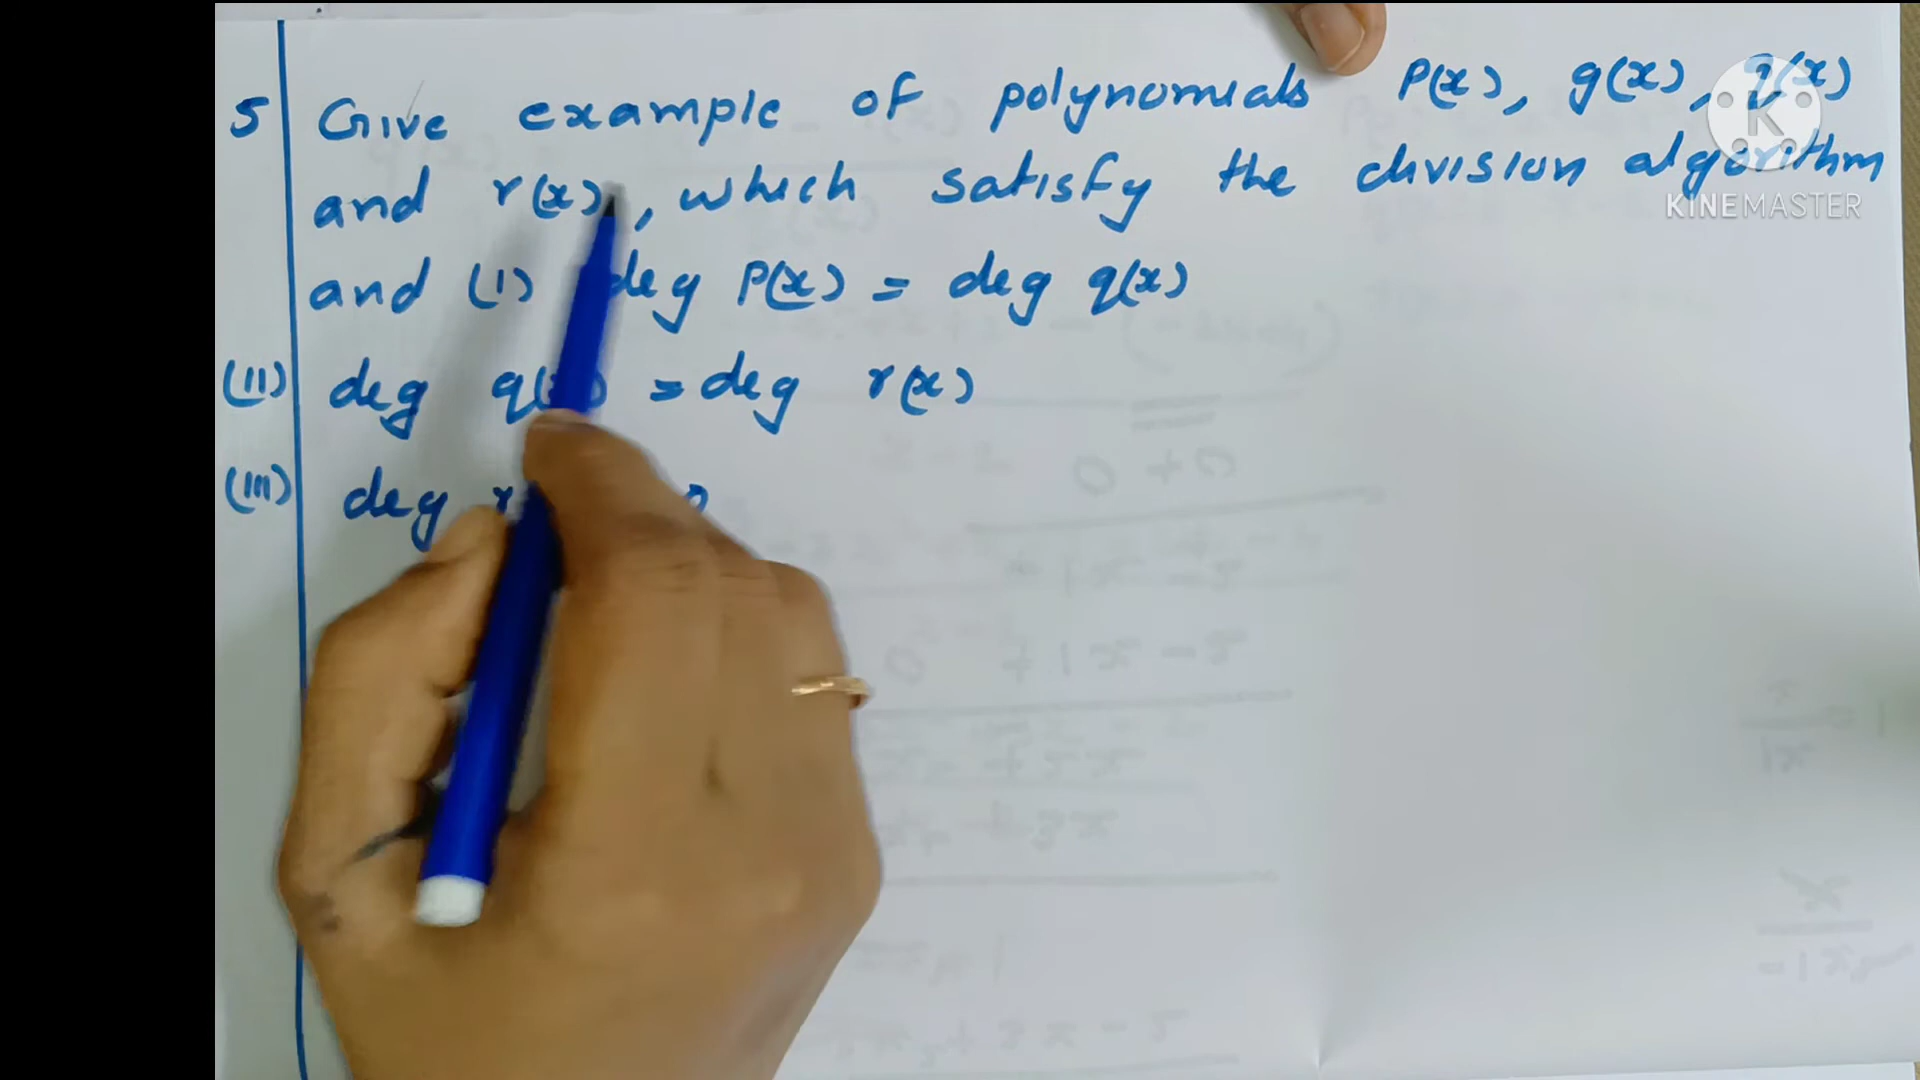 5 Give example of polynomials P(x), g(x), q(x)
and r(x), which satisfy the division algorithm
KINEMASTER
and (i) deg P(x) = deg q(x)
(ii) deg = deg r(x)
(iii) deg